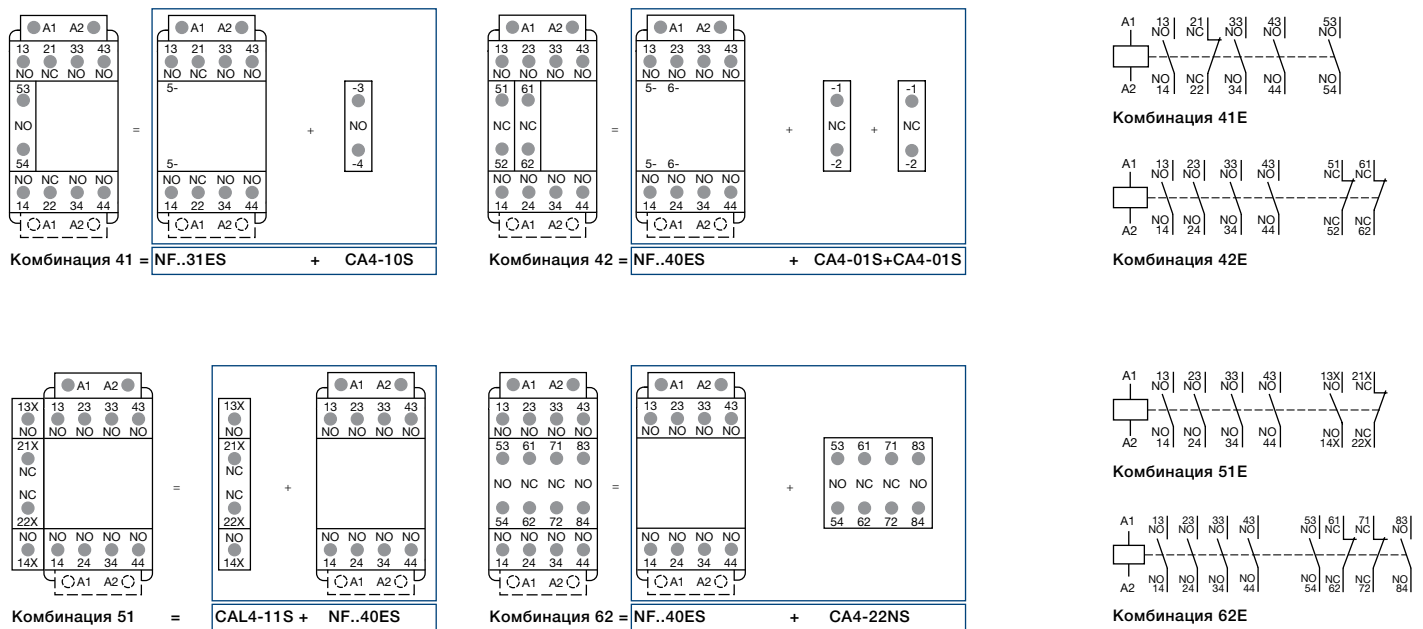 A1 A2
13 21 33 43
NO NC NO NO
53
NO
54
NO NC NO NO
14 22 34 44
A1 A2
=
A1 A2
13 21 33 43
NO NC NO NO
5-
5-
NO NC NO NO
14 22 34 44
A1 A2
+
-3
NO
-4
Комбинация 41 = NF..31ES + CA4-10S
A1 A2
13 23 33 43
NO NO NO NO
51 61
NC NC
52 62
NO NO NO NO
14 24 34 44
A1 A2
=
A1 A2
13 23 33 43
NO NO NO NO
5- 6-
5- 6-
NO NO NO NO
14 24 34 44
A1 A2
+
-1
NC
-2
+
-1
NC
-2
Комбинация 42 = NF..40ES + CA4-01S+CA4-01S
A1 13 21 33 43 53
NO NC NO NO NO
NO NC NO NO NO
A2 14 22 34 44 54
Комбинация 41E
A1 13 23 33 43 51 61
NO NO NO NO NC NC
NO NO NO NO NC NC
A2 14 24 34 44 52 62
Комбинация 42E
13X
NO
21X
NC
NC
22X
NO
14X
A1 A2
13 23 33 43
NO NO NO NO
NO NO NO NO
14 24 34 44
A1 A2
=
13X
NO
21X
NC
NC
22X
NO
14X
+
A1 A2
13 23 33 43
NO NO NO NO
NO NO NO NO
14 24 34 44
A1 A2
Комбинация 51 = CAL4-11S + NF..40ES
A1 A2
13 23 33 43
NO NO NO NO
53 61 71 83
NO NC NC NO
54 62 72 84
NO NO NO NO
14 24 34 44
A1 A2
=
A1 A2
13 23 33 43
NO NO NO NO
NO NO NO NO
14 24 34 44
A1 A2
+
53 61 71 83
NO NC NC NO
54 62 72 84
Комбинация 62 = NF..40ES + CA4-22NS
A1 13 23 33 43 13X 21X
NO NO NO NO NO NC
NO NO NO NO NO NC
A2 14 24 34 44 14X 22X
Комбинация 51E
A1 13 23 33 43 53 61 71 83
NO NO NO NO NO NC NC NO
NO NO NO NO NO NC NC NO
A2 14 24 34 44 54 62 72 84
Комбинация 62E